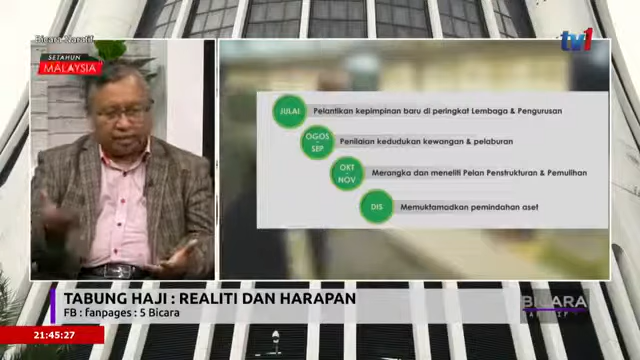 Bicara Naratif
SETAHUN
MALAYSIA
tv1
JULAI
Pelantikan kepimpinan baru di peringkat Lembaga & Pengurusan
OGOS
-
SEP
Penilaian kedudukan kewangan & pelaburan
OKT
-
NOV
Merangka dan meneliti Pelan Penstrukturan & Pemulihan
DIS
Memuktamadkan pemindahan aset
TABUNG HAJI : REALITI DAN HARAPAN
FB : fanpages : 5 Bicara
BICARA
21:45:27